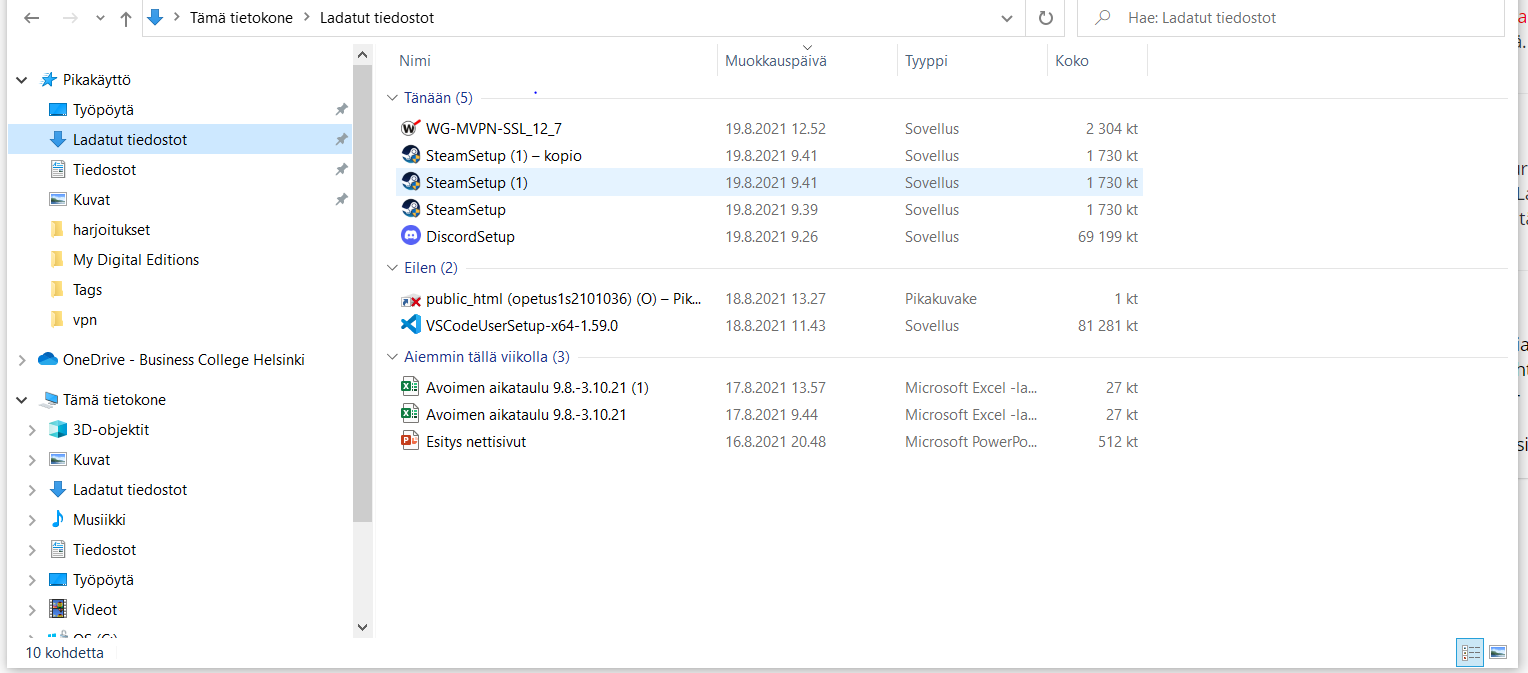 Tämä tietokone > Ladatut tiedostot
Hae: Ladatut tiedostot
Pikakäyttö
Työpöytä
Ladatut tiedostot
Tiedostot
Kuvat
harjoitukset
My Digital Editions
Tags
vpn
OneDrive - Business College Helsinki
Tämä tietokone
3D-objektit
Kuvat
Ladatut tiedostot
Musiikki
Tiedostot
Työpöytä
Videot
OS (C:)
Nimi Muokkauspäivä Tyyppi Koko
Tänään (5)
WG-MVPN-SSL_12_7 19.8.2021 12.52 Sovellus 2 304 kt
SteamSetup (1) – kopio 19.8.2021 9.41 Sovellus 1 730 kt
SteamSetup (1) 19.8.2021 9.41 Sovellus 1 730 kt
SteamSetup 19.8.2021 9.39 Sovellus 1 730 kt
DiscordSetup 19.8.2021 9.26 Sovellus 69 199 kt
Eilen (2)
public_html (opetus1s2101036) (O) – Pik... 18.8.2021 13.27 Pikakuvake 1 kt
VSCodeUserSetup-x64-1.59.0 18.8.2021 11.43 Sovellus 81 281 kt
Aiemmin tällä viikolla (3)
Avoimen aikataulu 9.8.-3.10.21 (1) 17.8.2021 13.57 Microsoft Excel -la... 27 kt
Avoimen aikataulu 9.8.-3.10.21 17.8.2021 9.44 Microsoft Excel -la... 27 kt
Esitys nettisivut 16.8.2021 20.48 Microsoft PowerPo... 512 kt
10 kohdetta